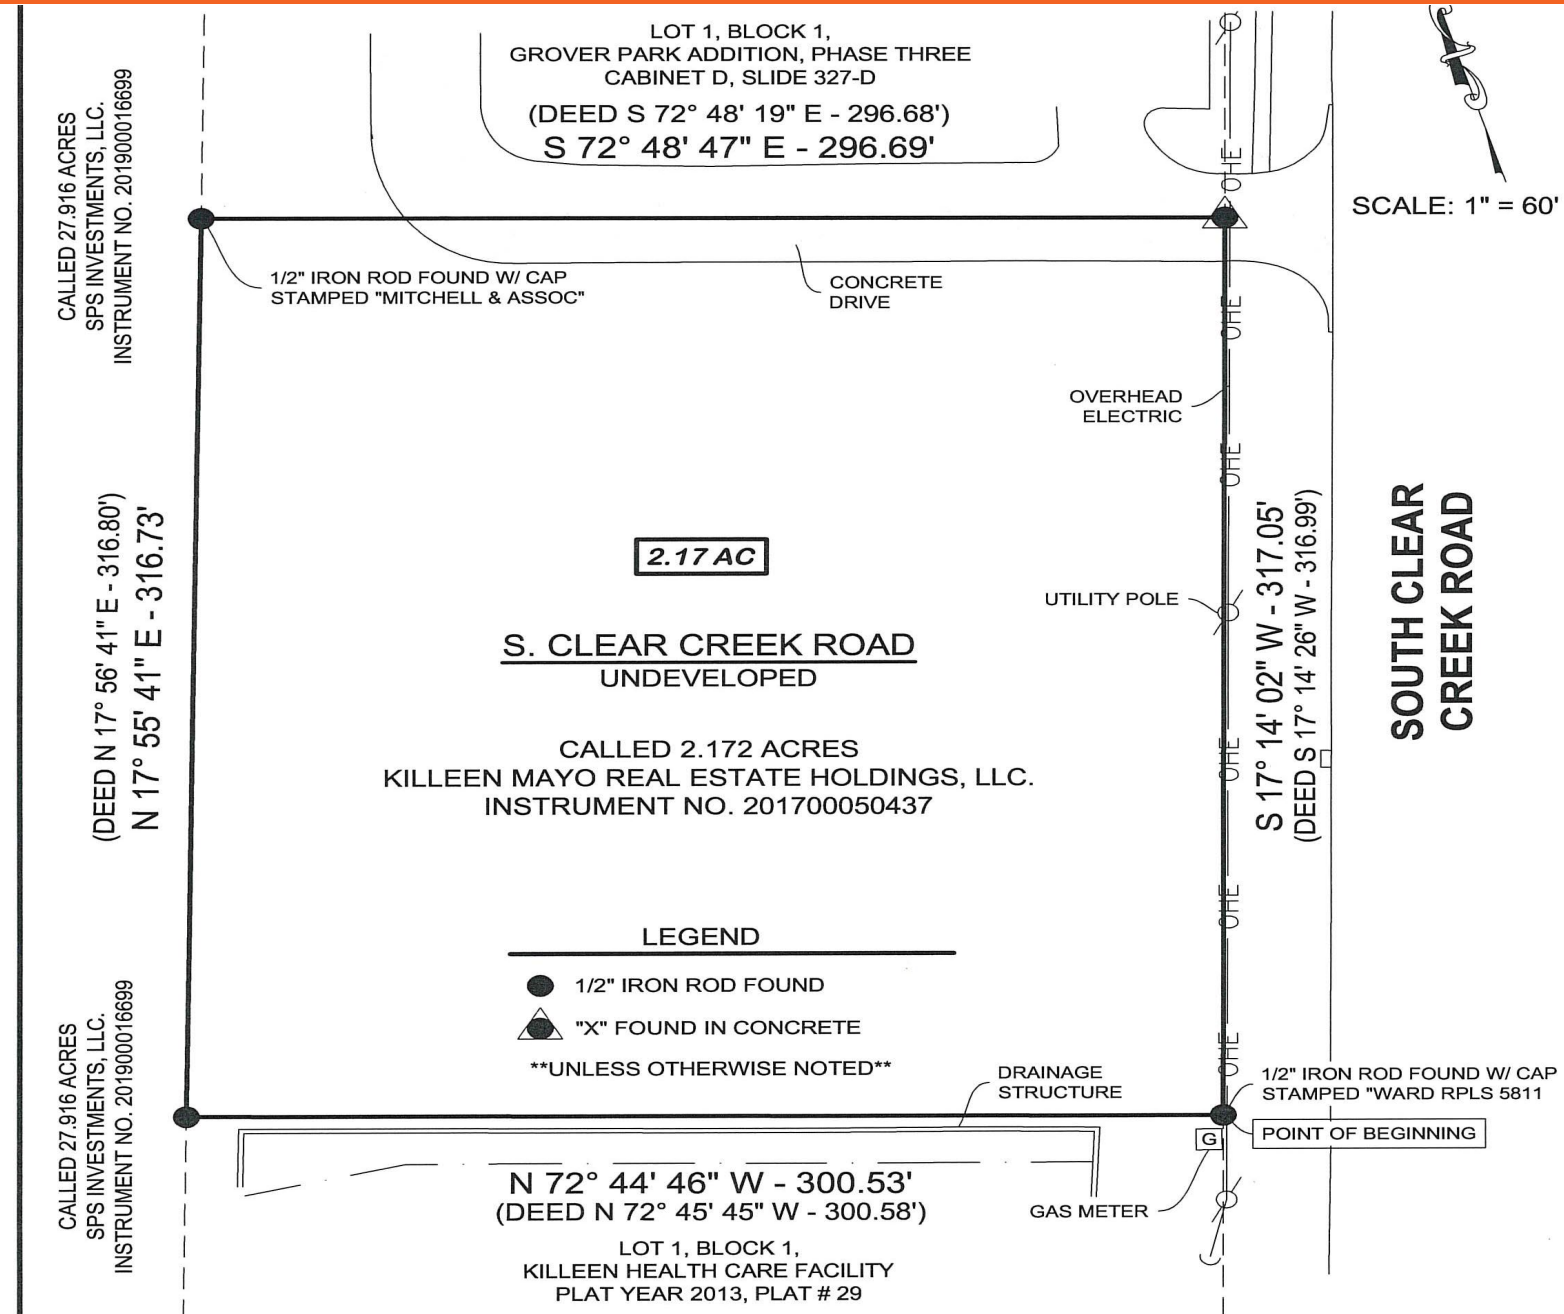 LOT 1, BLOCK 1,
GROVER PARK ADDITION, PHASE THREE
CABINET D, SLIDE 327-D
(DEED S 72° 48' 19" E - 296.68')
S 72° 48' 47" E - 296.69'
SCALE: 1" = 60'
CALLED 27.916 ACRES
SPS INVESTMENTS, LLC.
INSTRUMENT NO. 201900016699
1/2" IRON ROD FOUND W/ CAP
STAMPED "MITCHELL & ASSOC"
CONCRETE
DRIVE
OHE
OHE
OVERHEAD
ELECTRIC
OHE
(DEED N 17° 56' 41" E - 316.80')
N 17° 55' 41" E - 316.73'
2.17 AC
UTILITY POLE
S 17° 14' 02" W - 317.05'
(DEED S 17° 14' 26" W - 316.99')
SOUTH CLEAR
CREEK ROAD
S. CLEAR CREEK ROAD
UNDEVELOPED
CALLED 2.172 ACRES
KILLEEN MAYO REAL ESTATE HOLDINGS, LLC.
INSTRUMENT NO. 201700050437
OHE
OHE
LEGEND
1/2" IRON ROD FOUND
"X" FOUND IN CONCRETE
**UNLESS OTHERWISE NOTED**
OHE
CALLED 27.916 ACRES
SPS INVESTMENTS, LLC.
INSTRUMENT NO. 201900016699
DRAINAGE
STRUCTURE
1/2" IRON ROD FOUND W/ CAP
STAMPED "WARD RPLS 5811
POINT OF BEGINNING
G
GAS METER
N 72° 44' 46" W - 300.53'
(DEED N 72° 45' 45" W - 300.58')
LOT 1, BLOCK 1,
KILLEEN HEALTH CARE FACILITY
PLAT YEAR 2013, PLAT # 29